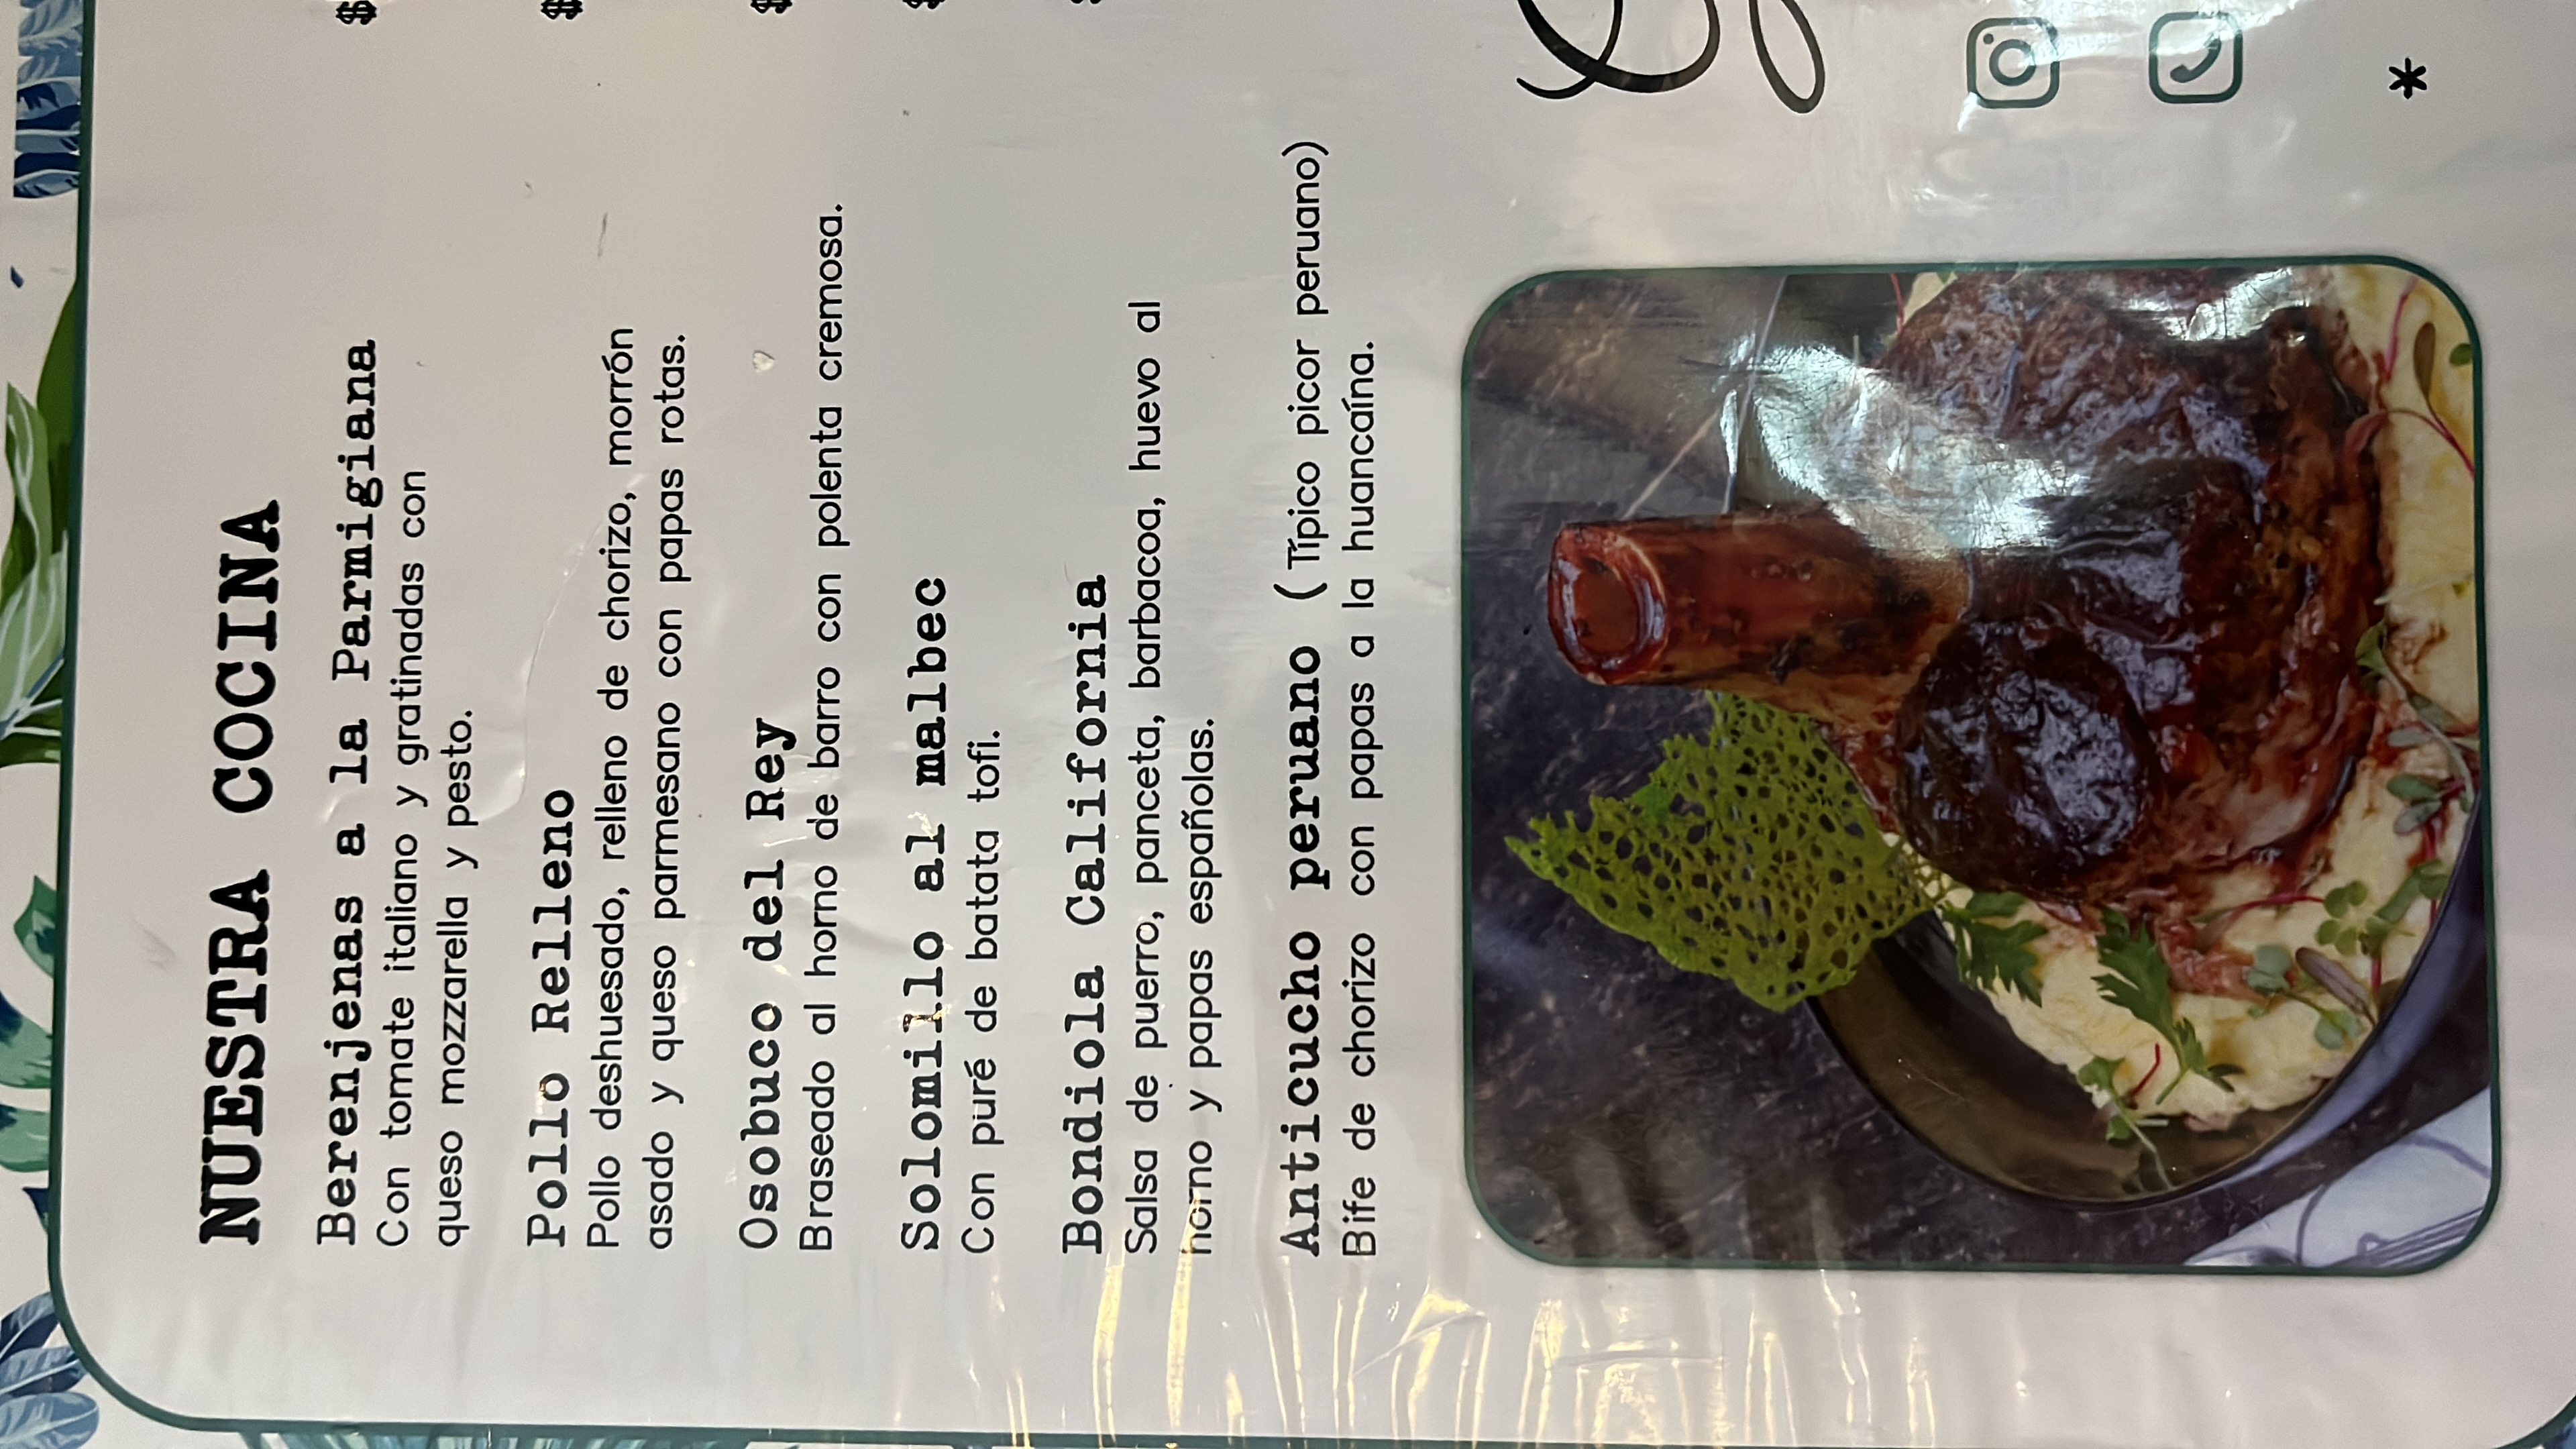 NUESTRA COCINA
Berenjenas a la Parmigiana $
Con tomate italiano y gratinadas con
queso mozzarella y pesto.
Pollo Relleno $
Pollo deshuesado, relleno de chorizo, morrón
asado y queso parmesano con papas rotas.
Osobuco del Rey $
Braseado al horno de barro con polenta cremosa.
Solomillo al malbec $
Con puré de batata tofi.
Bondiola California
Salsa de puerro, panceta, barbacoa, huevo al
horno y papas españolas.
Anticucho peruano (Típico picor peruano)
Bife de chorizo con papas a la huancaína.
*